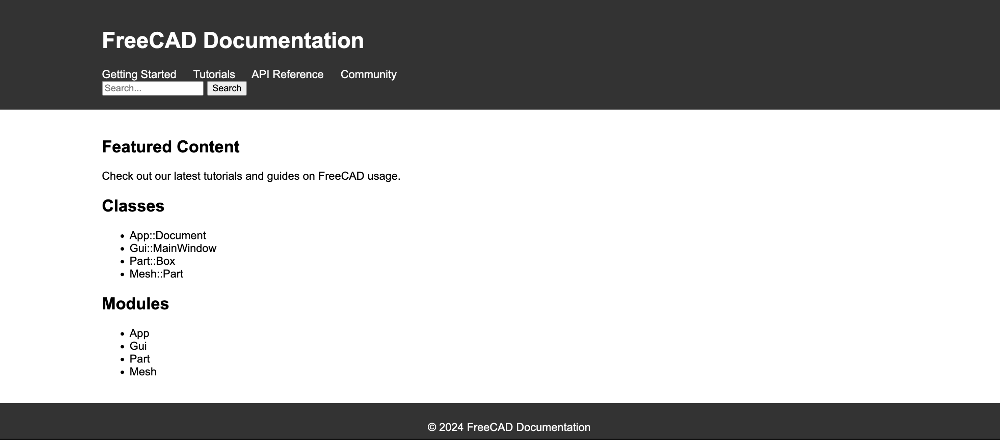 FreeCAD Documentation
Getting Started Tutorials API Reference Community
Search... Search
Featured Content
Check out our latest tutorials and guides on FreeCAD usage.
Classes
• App::Document
• Gui::MainWindow
• Part::Box
• Mesh::Part
Modules
• App
• Gui
• Part
• Mesh
© 2024 FreeCAD Documentation